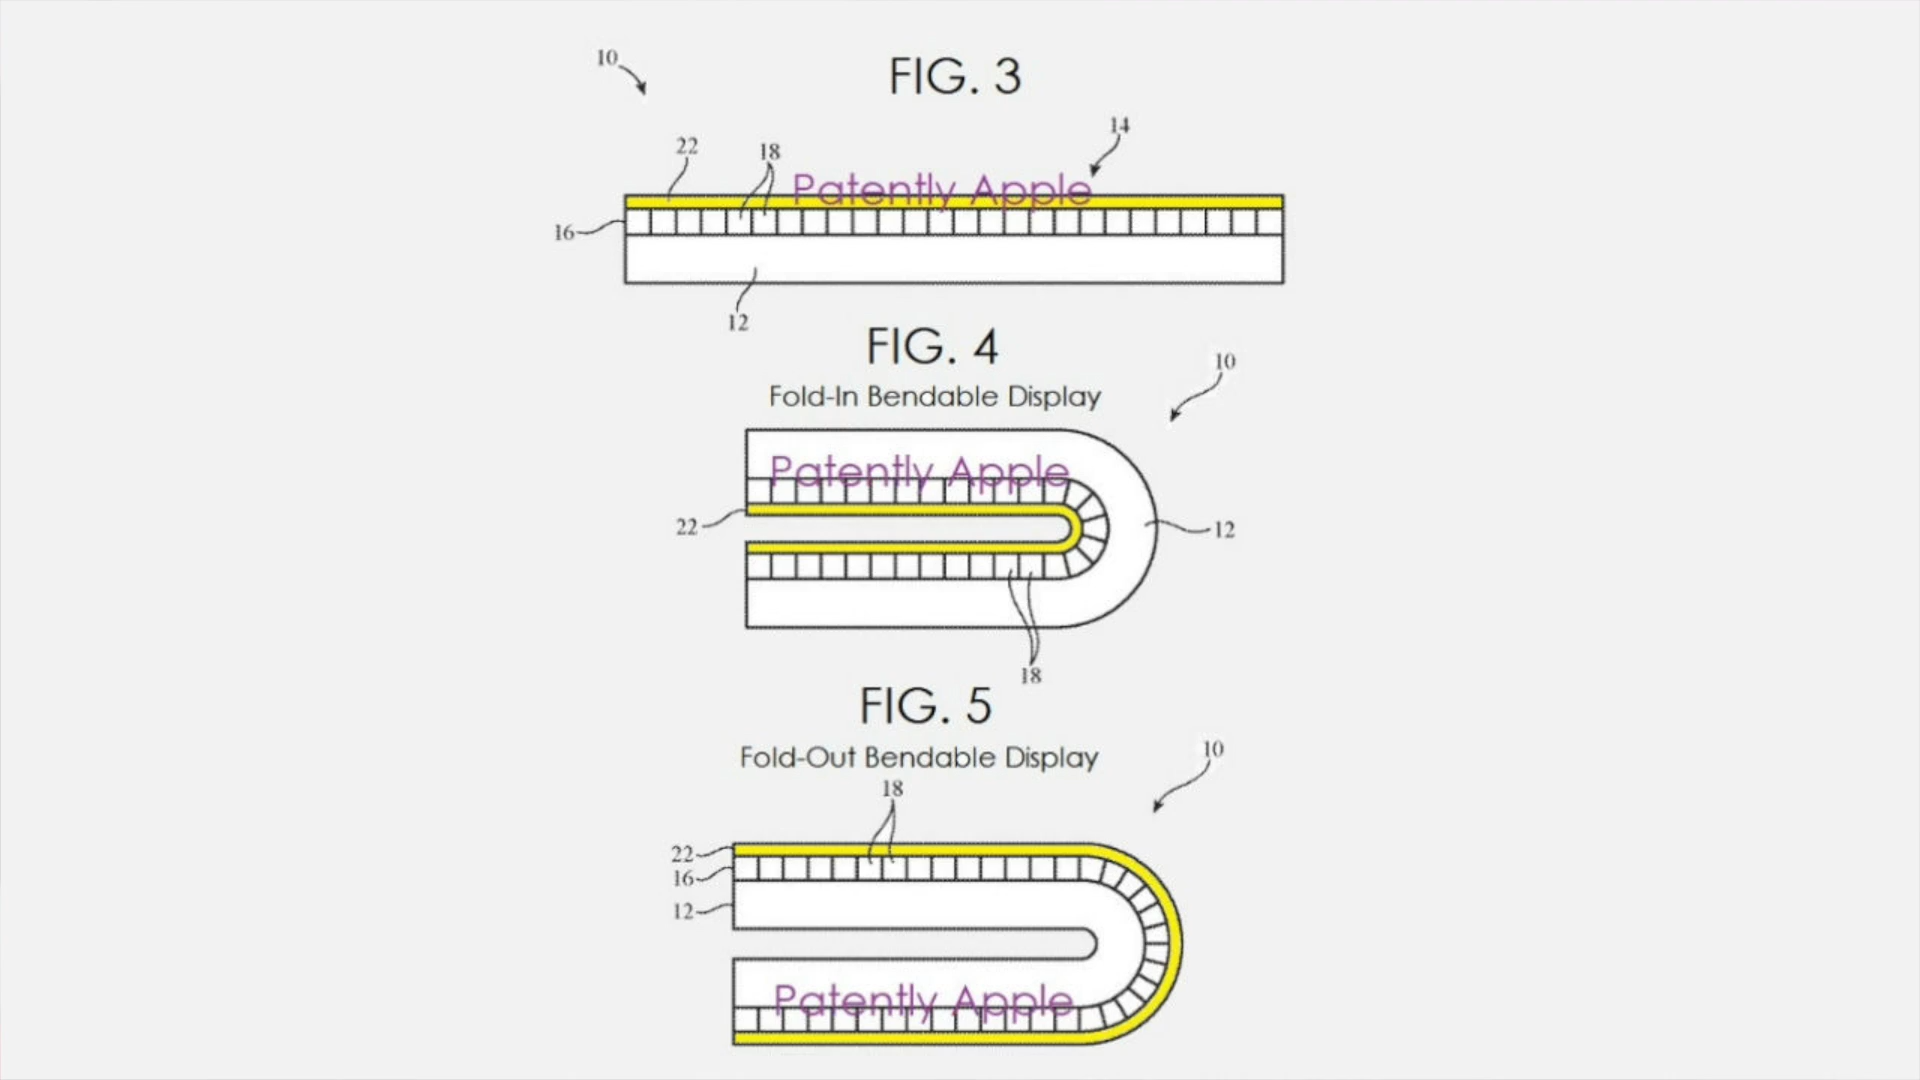 10
FIG. 3
14
22
18
Patently Apple
16
12
FIG. 4
10
Fold-In Bendable Display
Patently Apple
22
12
18
FIG. 5
10
Fold-Out Bendable Display
18
22
16
12
Patently Apple